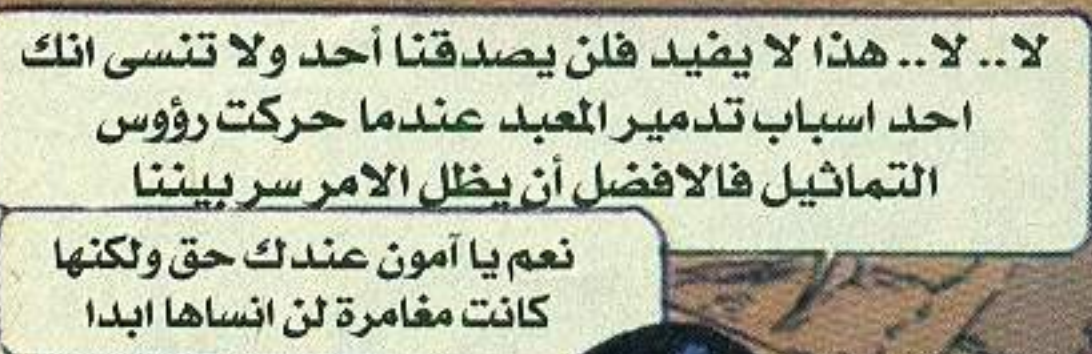 لا.. لا.. هذا لا يفيد فلن يصدقنا أحد ولا تنسى انك
احد اسباب تدمير المعبد عندما حركت رؤوس
التماثيل فالافضل أن يظل الامر سر بيننا
نعم يا آمون عندك حق ولكنها
كانت مغامرة لن انساها ابدا